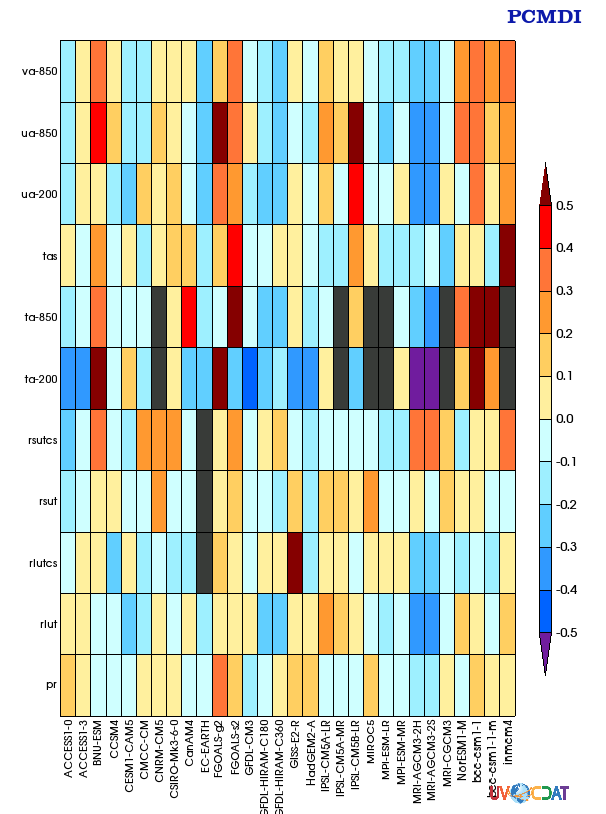 PCMDI
va-850
ua-850
ua-200
tas
ta-850
ta-200
rsutcs
rsut
rlutcs
rlut
pr
0.5
0.4
0.3
0.2
0.1
0.0
-0.1
-0.2
-0.3
-0.4
-0.5
ACCESS1-0
ACCESS1-3
BNU-ESM
CCSM4
CESM1-CAM5
CMCC-CM
CNRM-CM5
CSIRO-Mk3-6-0
CanAM4
EC-EARTH
FGOALS-g2
FGOALS-s2
GFDL-CM3
GFDL-HIRAM-C180
GFDL-HIRAM-C360
GISS-E2-R
HadGEM2-A
IPSL-CM5A-LR
IPSL-CM5A-MR
IPSL-CM5B-LR
MIROC5
MPI-ESM-LR
MPI-ESM-MR
MRI-AGCM3-2H
MRI-AGCM3-2S
MRI-CGCM3
NorESM1-M
bcc-csm1-1
bcc-csm1-1-m
inmcm4
UV CDAT